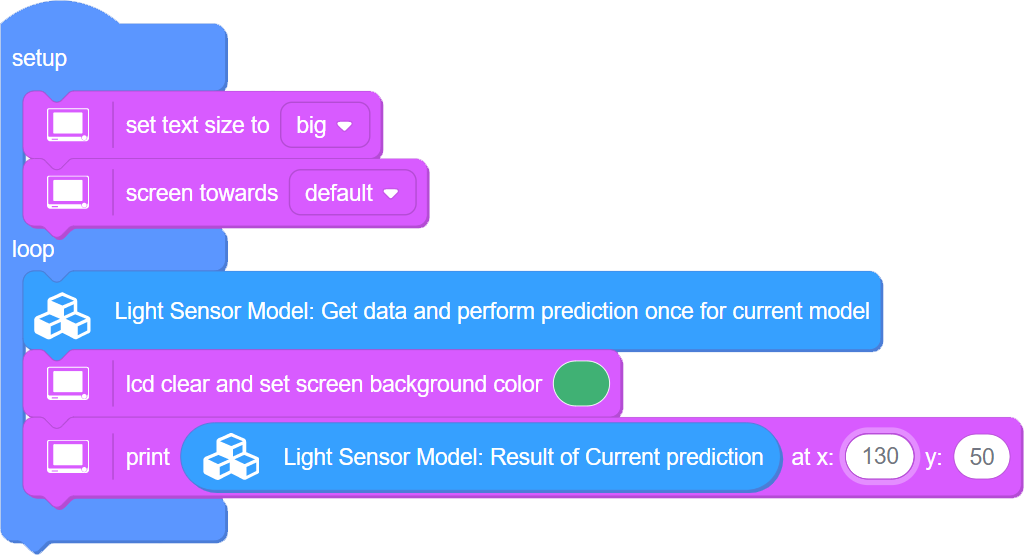 setup
set text size to big
screen towards default
loop
Light Sensor Model: Get data and perform prediction once for current model
lcd clear and set screen background color
print Light Sensor Model: Result of Current prediction at x: 130 y: 50